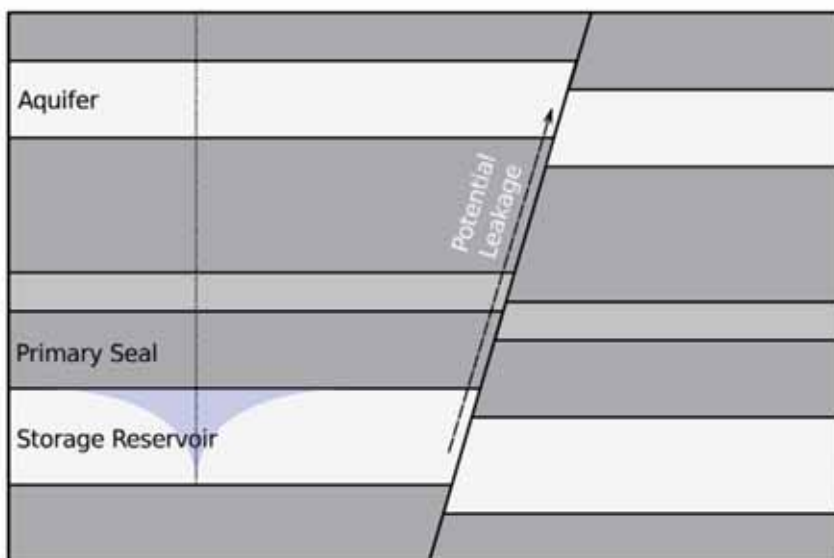 Aquifer
Potential
Leakage
Primary Seal
Storage Reservoir